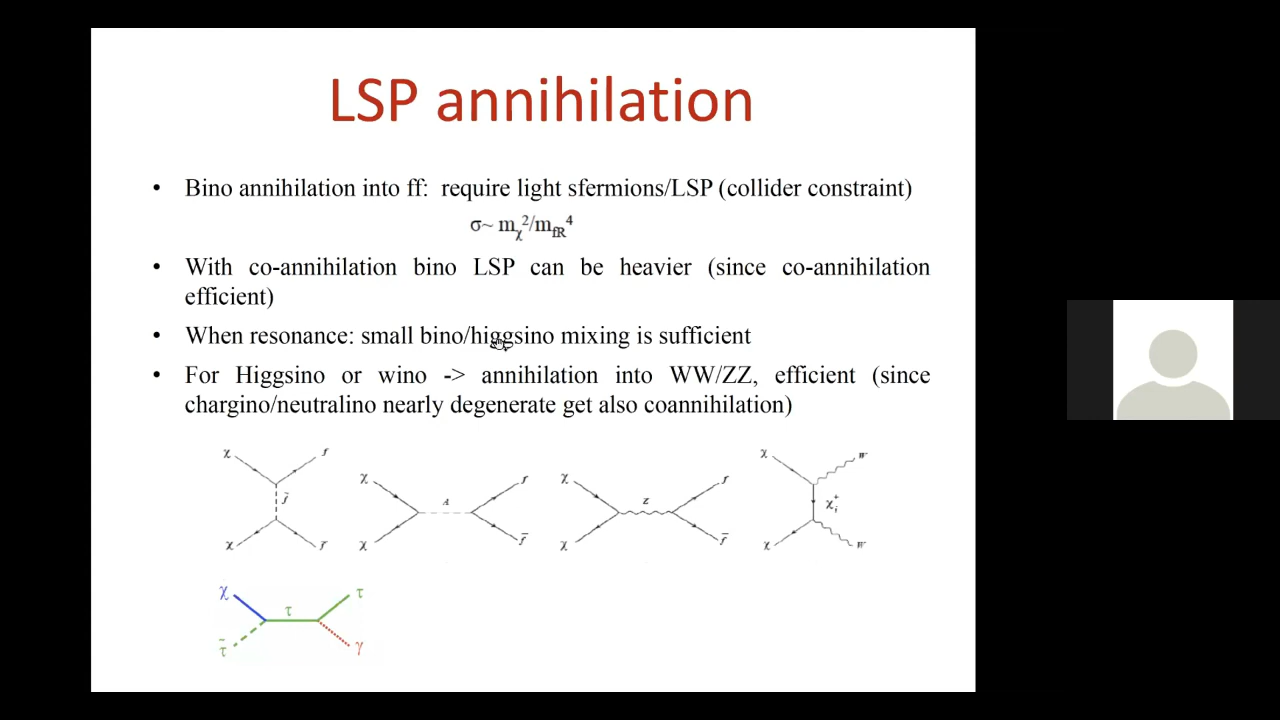 LSP annihilation
• Bino annihilation into ff: require light sfermions/LSP (collider constraint)
σ~ mχ²/mfR⁴
• With co-annihilation bino LSP can be heavier (since co-annihilation
efficient)
• When resonance: small bino/higgsino mixing is sufficient
• For Higgsino or wino -> annihilation into WW/ZZ, efficient (since
chargino/neutralino nearly degenerate get also coannihilation)
χ f f̃ χ f̄
χ f A χ f̄
χ f Z χ f̄
χ W χᵢ⁺ χ W
χ τ τ τ̃ γ